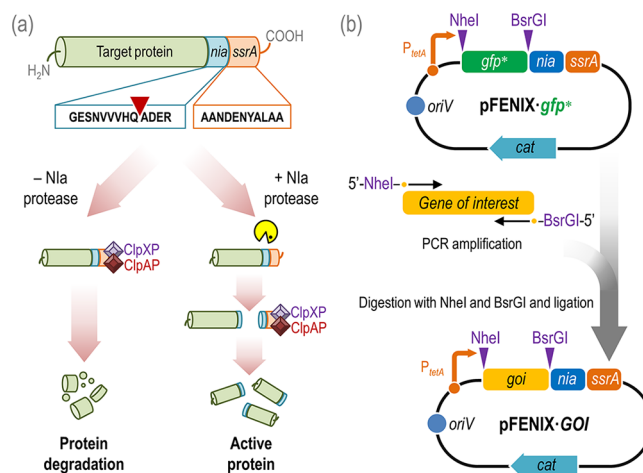 (a)
Target protein
nia
ssrA
COOH
H2N
GESNVVVHQADER
AANDENYALAA
– NIa
protease
+ NIa
protease
ClpXP
ClpAP
ClpXP
ClpAP
Protein
degradation
Active
protein
(b)
NheI
BsrGI
PtetA
gfp*
nia
ssrA
oriV
pFENIX·gfp*
cat
5'-NheI
Gene of interest
BsrGI-5'
PCR amplification
Digestion with NheI and BsrGI and ligation
NheI
BsrGI
PtetA
goi
nia
ssrA
oriV
pFENIX·GOI
cat